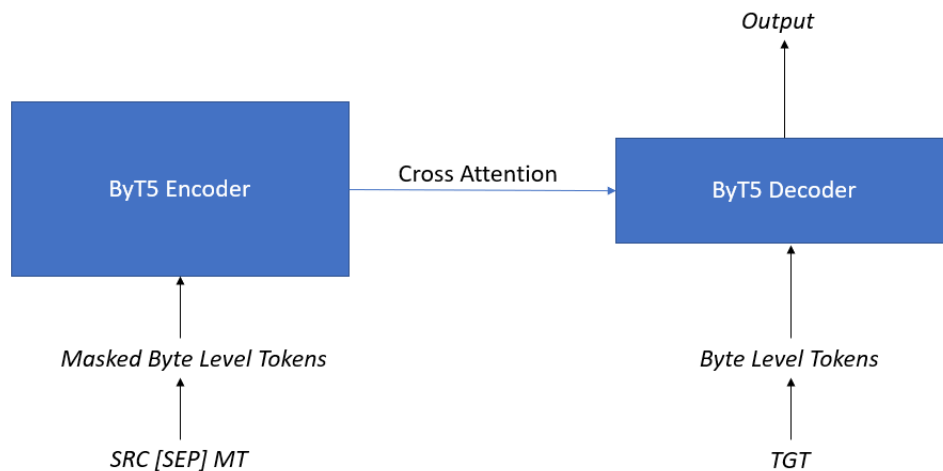 Output
ByT5 Encoder
Cross Attention
ByT5 Decoder
Masked Byte Level Tokens
Byte Level Tokens
SRC [SEP] MT
TGT